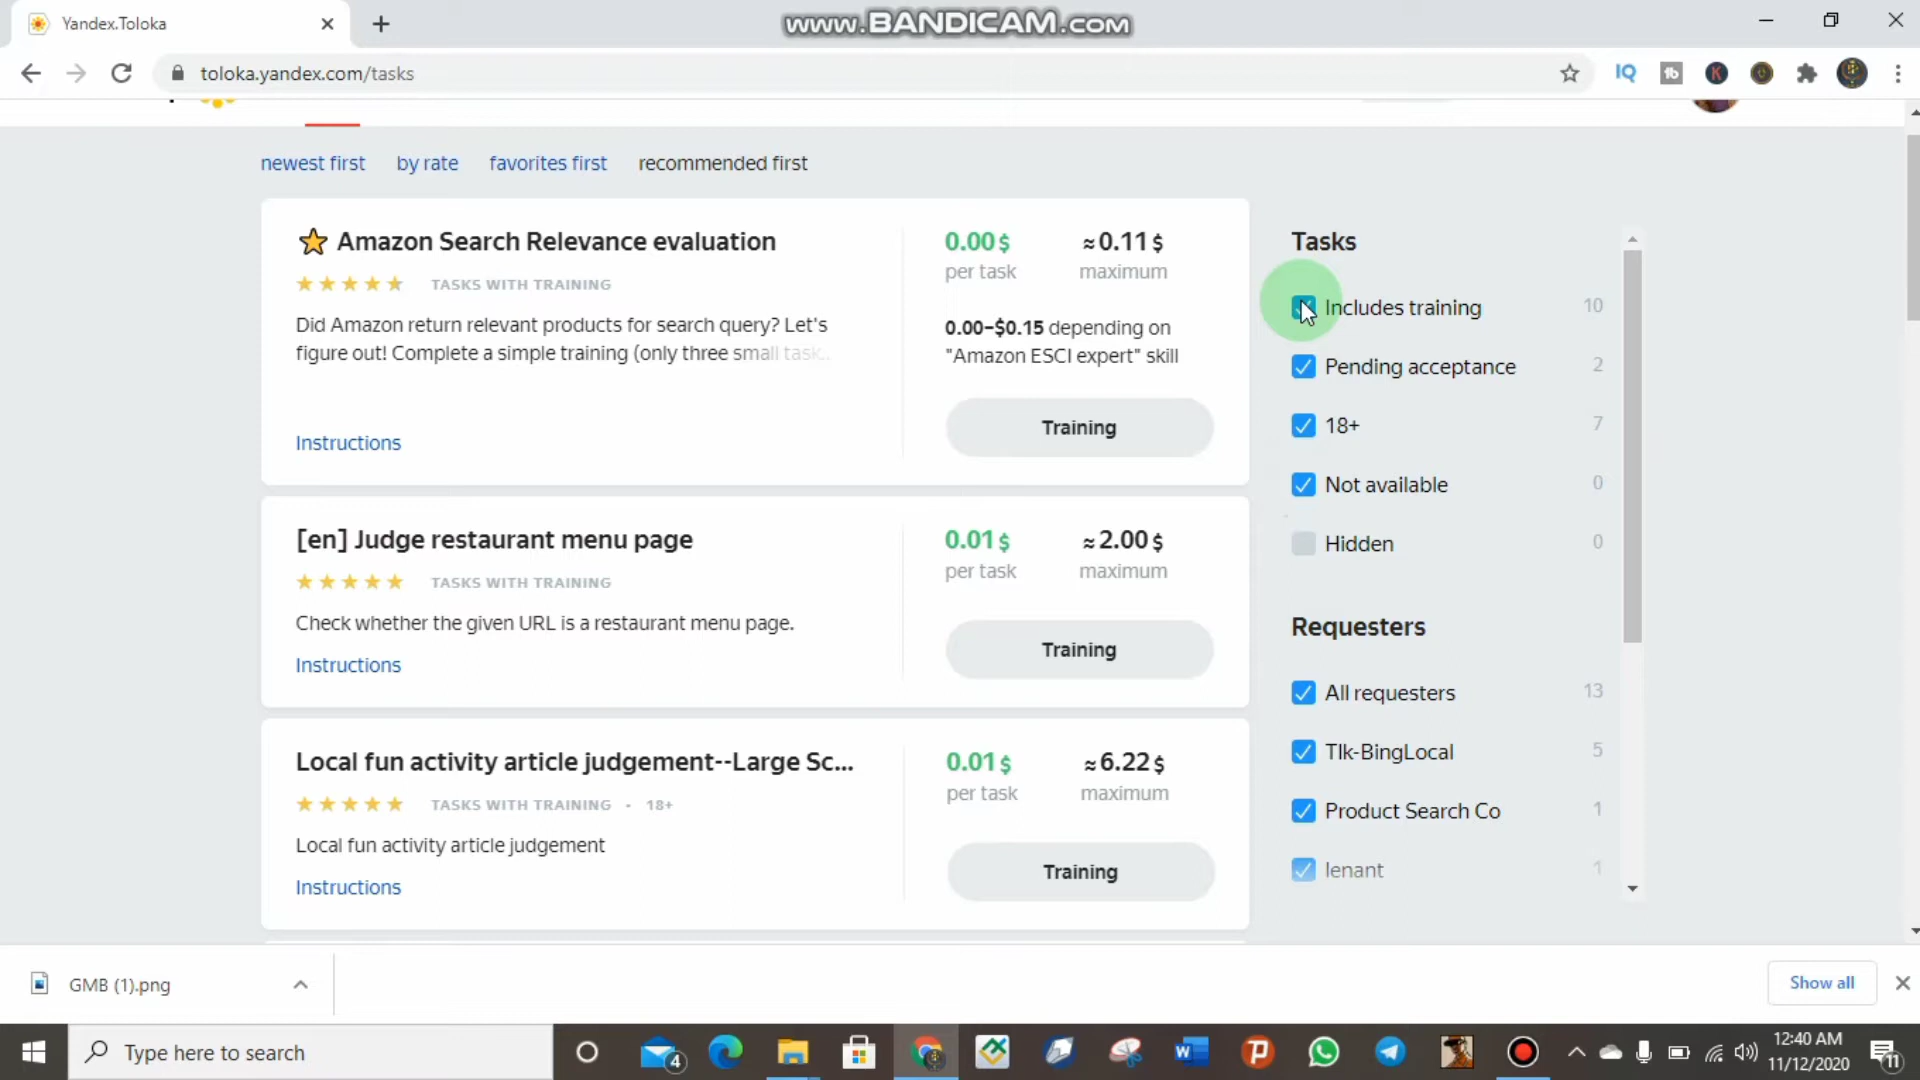 Yandex.Toloka
www.BANDICAM.com
toloka.yandex.com/tasks
newest first by rate favorites first recommended first
Amazon Search Relevance evaluation
TASKS WITH TRAINING
Did Amazon return relevant products for search query? Let's
figure out! Complete a simple training (only three small task..
Instructions
0.00 $ ≈0.11 $
per task maximum
0.00–$0.15 depending on
"Amazon ESCI expert" skill
Training
[en] Judge restaurant menu page
TASKS WITH TRAINING
Check whether the given URL is a restaurant menu page.
Instructions
0.01 $ ≈2.00 $
per task maximum
Training
Local fun activity article judgement--Large Sc...
TASKS WITH TRAINING • 18+
Local fun activity article judgement
Instructions
0.01 $ ≈6.22 $
per task maximum
Training
Tasks
Includes training 10
Pending acceptance 2
18+ 7
Not available 0
Hidden 0
Requesters
All requesters 13
Tlk-BingLocal 5
Product Search Co 1
lenant 1
GMB (1).png
Show all
Type here to search
4
12:40 AM
11/12/2020
11